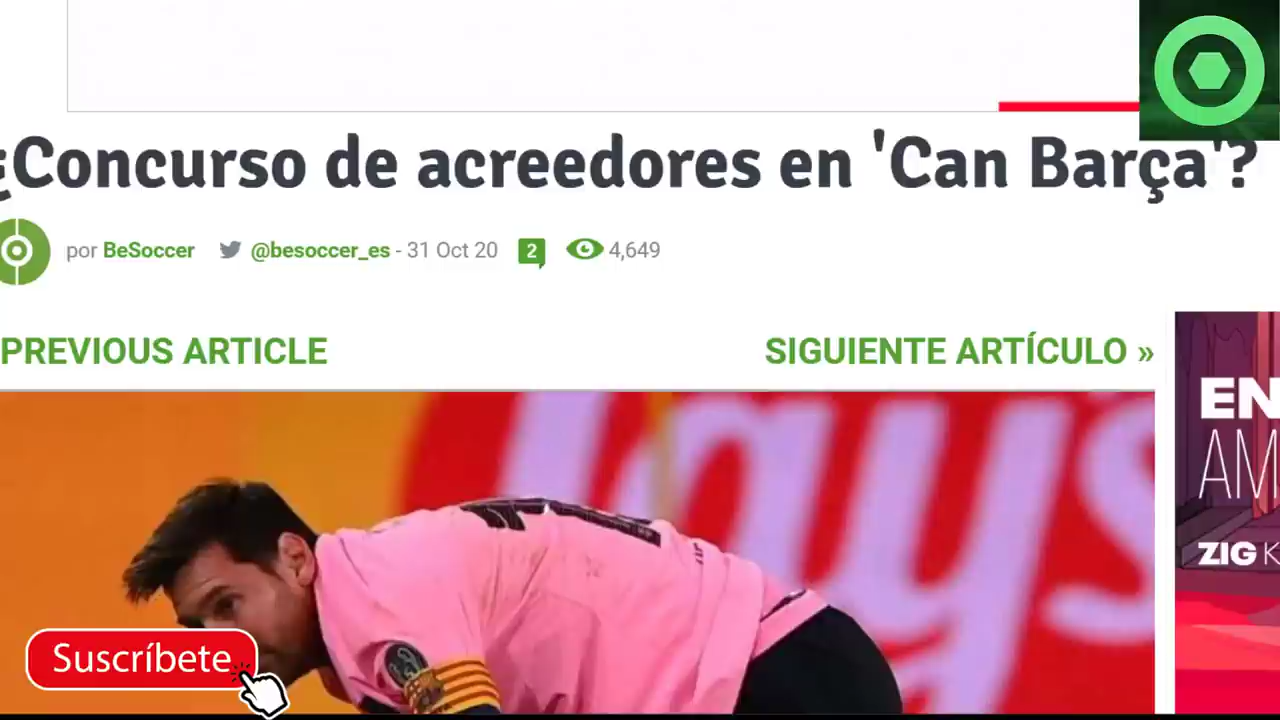 ¿Concurso de acreedores en 'Can Barça'?
por BeSoccer @besoccer_es - 31 Oct 20 2 4,649
PREVIOUS ARTICLE SIGUIENTE ARTÍCULO »
EN
AM
ZIG K
Suscríbete